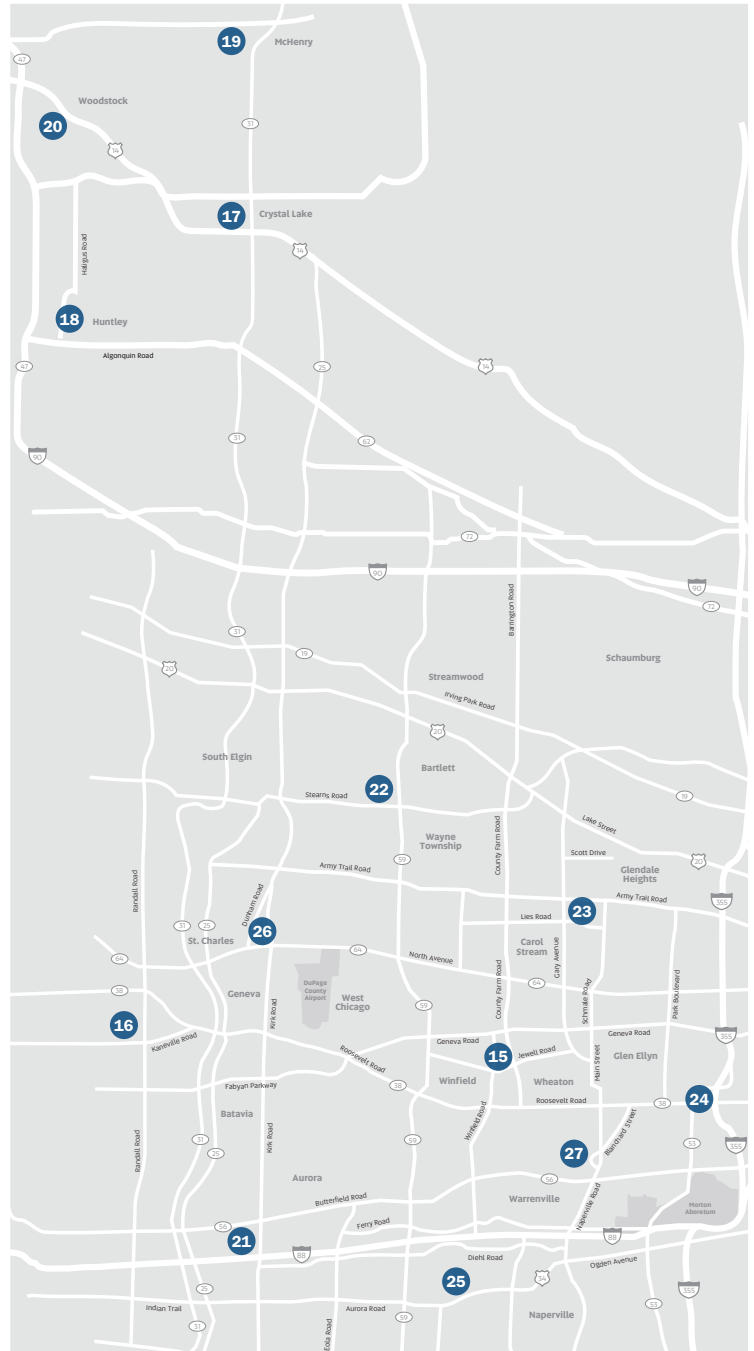 19
McHenry
47
Woodstock
20
31
14
17
Crystal Lake
14
Haligus Road
18
Huntley
Algonquin Road
47
25
14
31
62
90
72
90
90
Barrington Road
72
31
19
20
Schaumburg
Streamwood
Irving Park Road
20
South Elgin
Bartlett
22
Stearns Road
19
Lake Street
Wayne
Township
County Farm Road
59
Scott Drive
20
Army Trail Road
Glendale
Heights
Randall Road
Dunham Road
Army Trail Road
355
23
Lies Road
31
25
26
St. Charles
Carol
Stream
Gary Avenue
64
64
North Avenue
38
Geneva
DuPage
County
Airport
West
Chicago
County Farm Road
64
Schmale Road
Park Boulevard
59
Kirk Road
16
Kaneville Road
Geneva Road
Geneva Road
355
Roosevelt Road
15
Jewell Road
Main Street
Glen Ellyn
Winfield
Wheaton
Fabyan Parkway
38
Roosevelt Road
38
24
Batavia
Winfield Road
Blanchard Street
31
Kirk Road
59
53
355
25
27
Randall Road
Aurora
56
Butterfield Road
Warrenville
Naperville Road
Morton
Aboretum
56
Ferry Road
21
88
88
Diehl Road
Ogden Avenue
25
34
25
355
Indian Trail
Aurora Road
53
59
Naperville
31
Eola Road